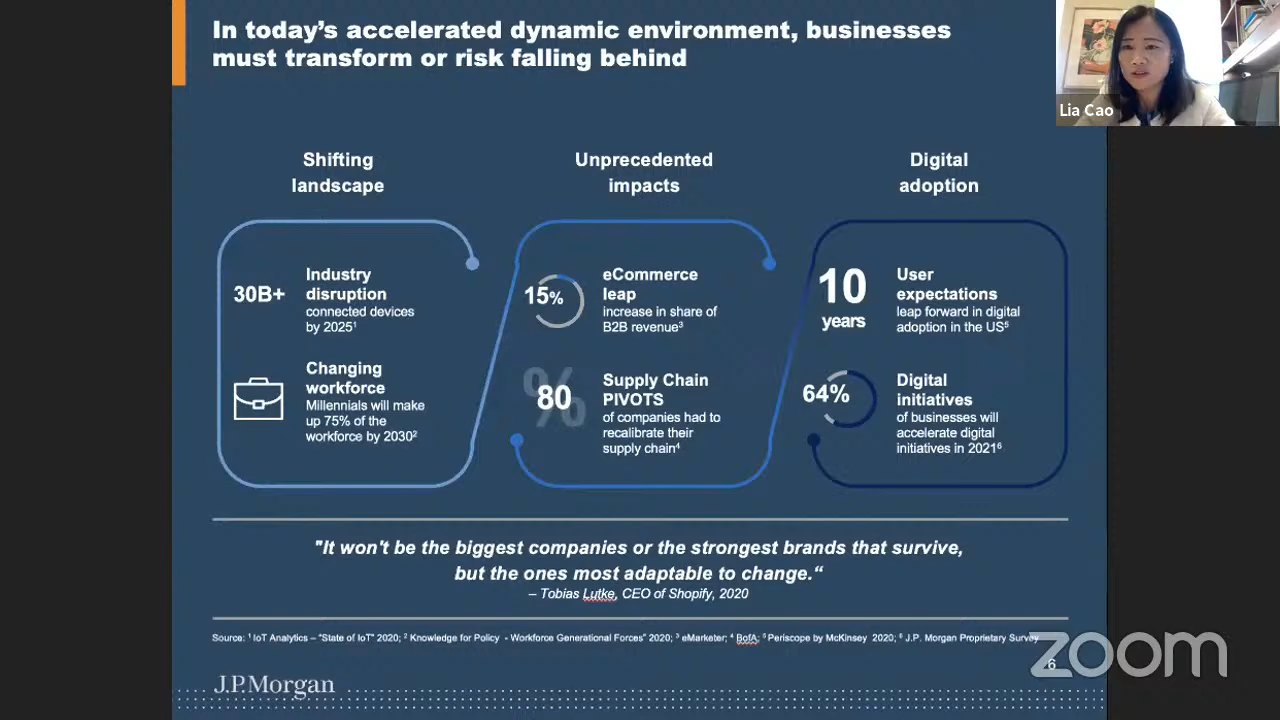 In today’s accelerated dynamic environment, businesses
must transform or risk falling behind
Lia Cao
Shifting
landscape
30B+
Industry
disruption
connected devices
by 2025¹
Changing
workforce
Millennials will make
up 75% of the
workforce by 2030²
Unprecedented
impacts
15%
eCommerce
leap
increase in share of
B2B revenue³
%
80
Supply Chain
PIVOTS
of companies had to
recalibrate their
supply chain⁴
Digital
adoption
10
years
User
expectations
leap forward in digital
adoption in the US⁵
64%
Digital
initiatives
of businesses will
accelerate digital
initiatives in 2021⁶
"It won't be the biggest companies or the strongest brands that survive,
but the ones most adaptable to change.“
– Tobias Lutke, CEO of Shopify, 2020
Source: ¹ IoT Analytics – “State of IoT” 2020; ² Knowledge for Policy - Workforce Generational Forces” 2020; ³ eMarketer; ⁴ BofA; ⁵ Periscope by McKinsey 2020; ⁶ J.P. Morgan Proprietary Survey
zoom
6
J.P.Morgan